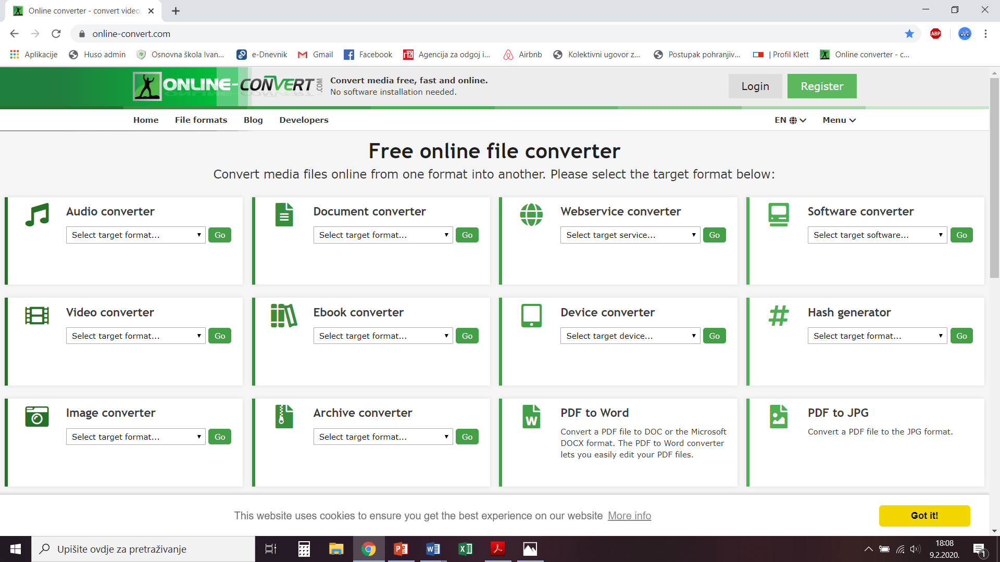 Online converter - convert video,
online-convert.com
ABP
Aplikacije
Huso admin
Osnovna škola Ivan...
e-Dnevnik
Gmail
Facebook
Agencija za odgoj i...
Airbnb
Kolektivni ugovor z...
Postupak pohranjiv...
| Profil Klett
Online converter - c...
ONLINE-CONVERT.COM
Convert media free, fast and online.
No software installation needed.
Login
Register
Home
File formats
Blog
Developers
EN
Menu
Free online file converter
Convert media files online from one format into another. Please select the target format below:
Audio converter
Select target format...
Go
Document converter
Select target format...
Go
Webservice converter
Select target service...
Go
Software converter
Select target software...
Go
Video converter
Select target format...
Go
Ebook converter
Select target format...
Go
Device converter
Select target device...
Go
Hash generator
Select target format...
Go
Image converter
Select target format...
Go
Archive converter
Select target format...
Go
PDF to Word
Convert a PDF file to DOC or the Microsoft
DOCX format. The PDF to Word converter
lets you easily edit your PDF files.
PDF to JPG
Convert a PDF file to the JPG format.
This website uses cookies to ensure you get the best experience on our website More info
Got it!
Upišite ovdje za pretraživanje
18:08
9.2.2020.
1